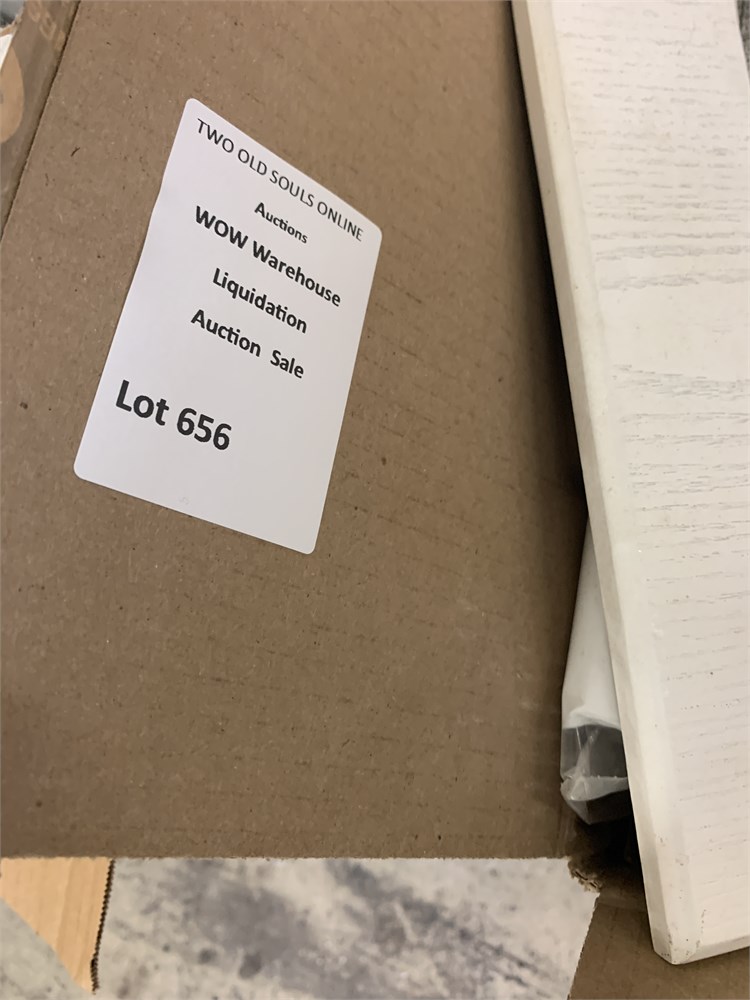 TWO OLD SOULS ONLINE
Auctions
WOW Warehouse
Liquidation
Auction Sale
Lot 656